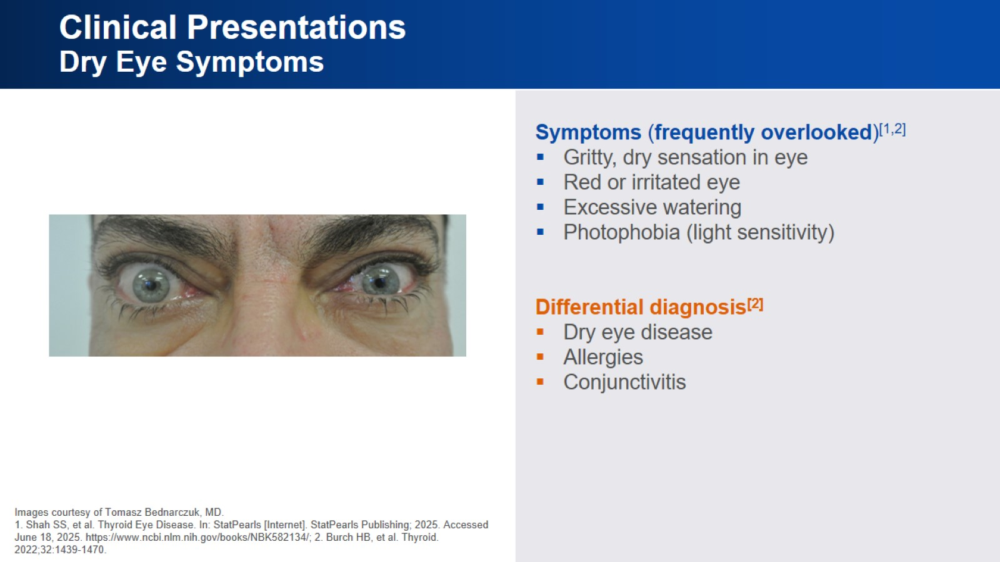 Clinical Presentations
Dry Eye Symptoms
Symptoms (frequently overlooked)[1,2]
▪ Gritty, dry sensation in eye
▪ Red or irritated eye
▪ Excessive watering
▪ Photophobia (light sensitivity)
Differential diagnosis[2]
▪ Dry eye disease
▪ Allergies
▪ Conjunctivitis
Images courtesy of Tomasz Bednarczuk, MD.
1. Shah SS, et al. Thyroid Eye Disease. In: StatPearls [Internet]. StatPearls Publishing; 2025. Accessed
June 18, 2025. https://www.ncbi.nlm.nih.gov/books/NBK582134/; 2. Burch HB, et al. Thyroid.
2022;32:1439-1470.